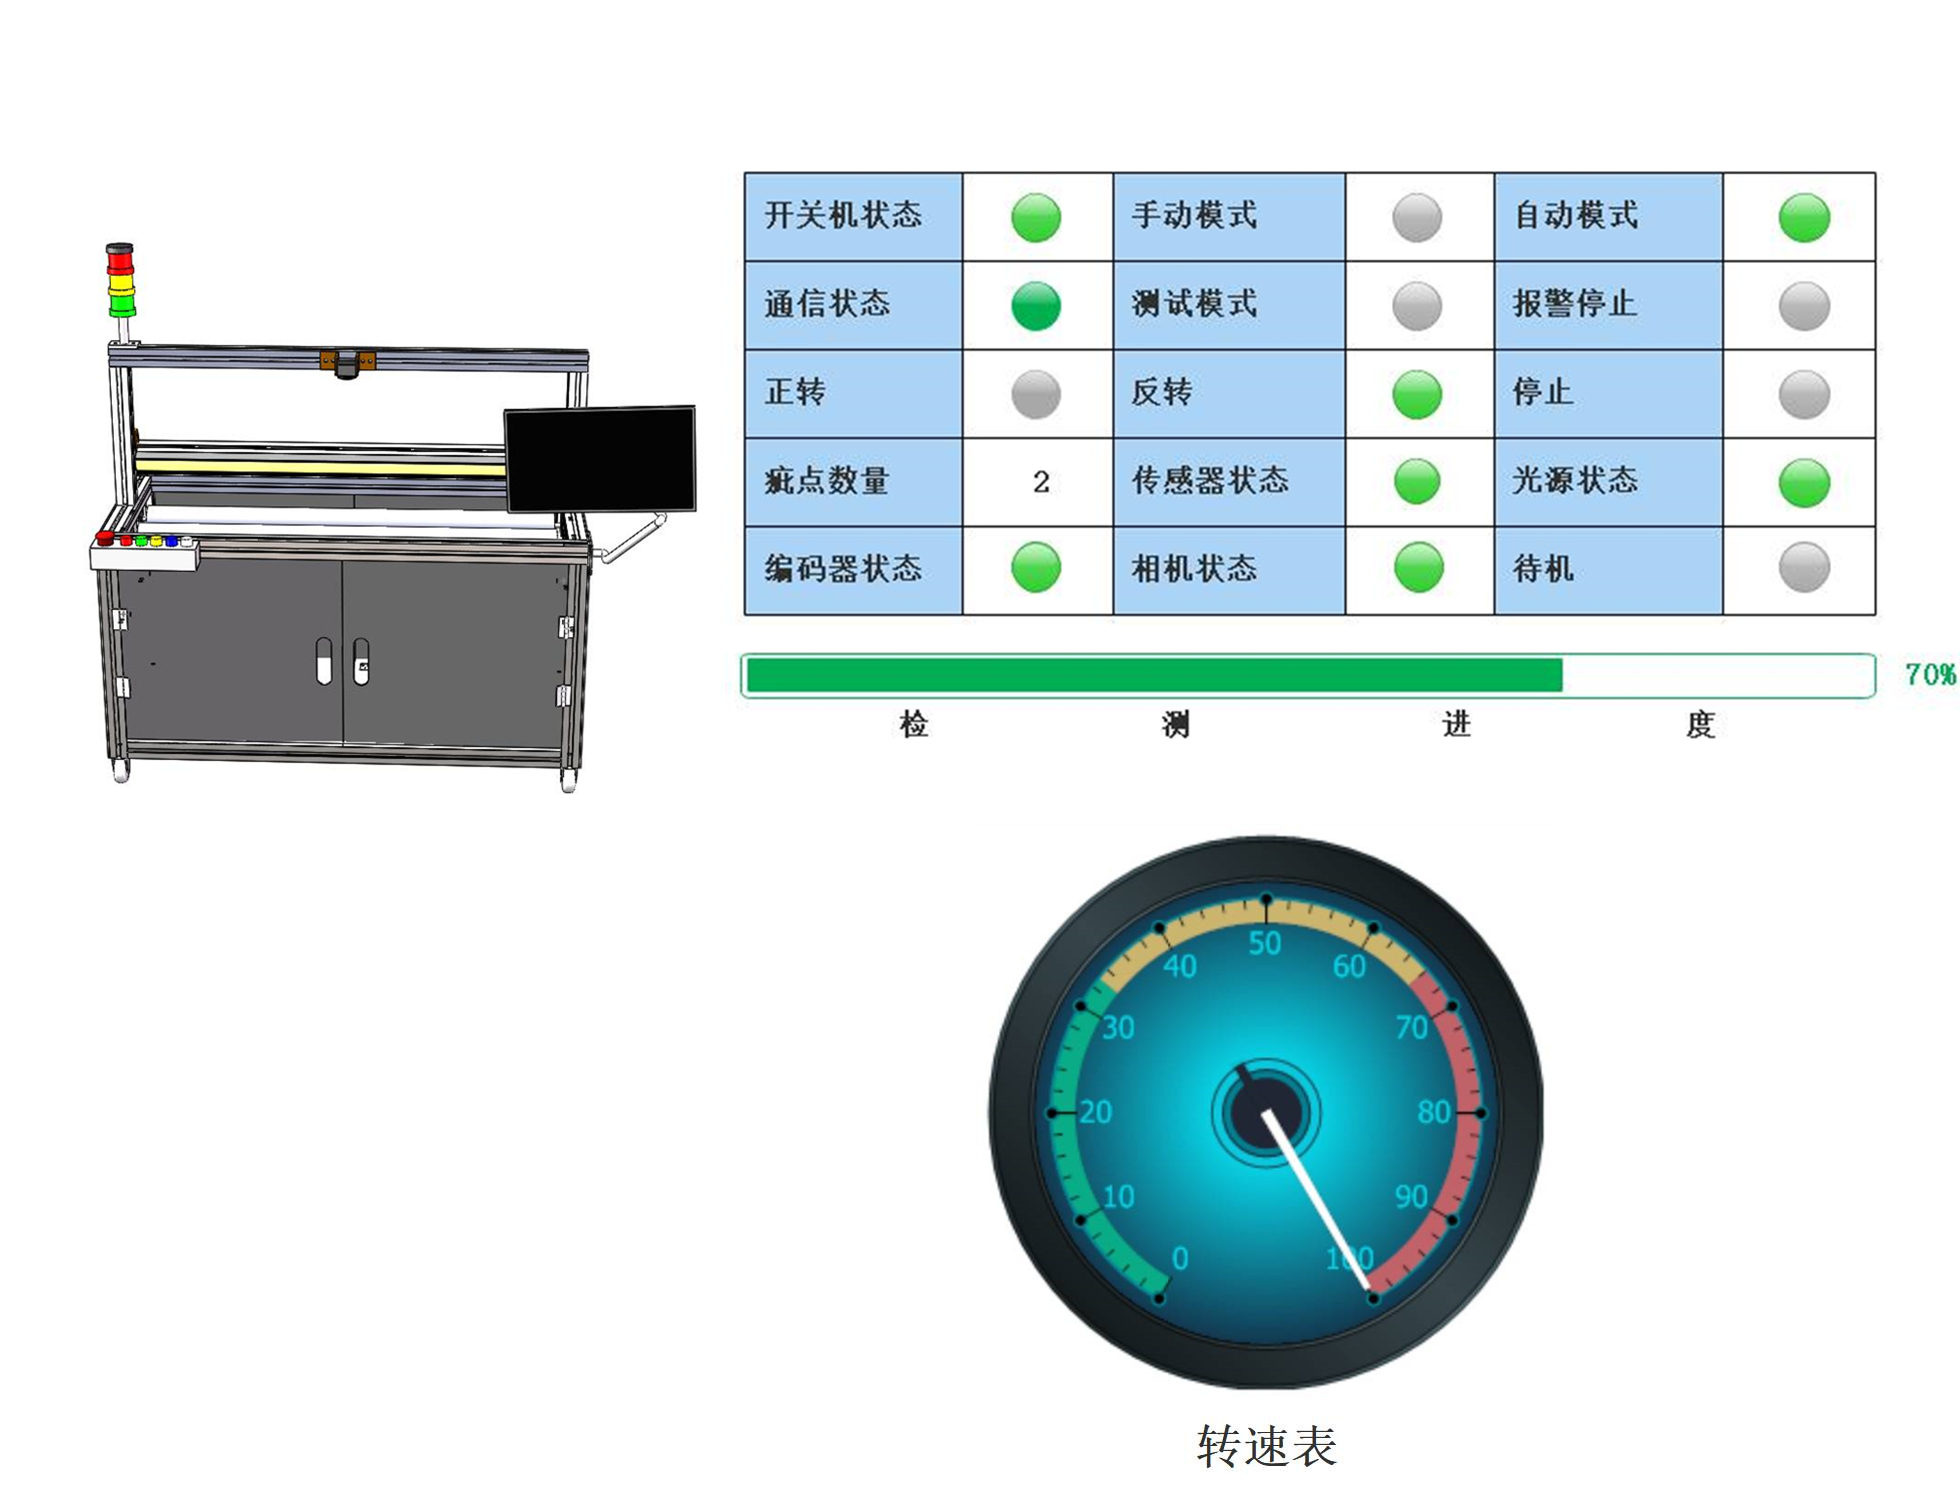 开关机状态 手动模式 自动模式
通信状态 测试模式 报警停止
正转 反转 停止
疵点数量 2 传感器状态 光源状态
编码器状态 相机状态 待机
70%
检 测 进 度
50
40 60
30 70
20 80
10 90
0 100
转速表